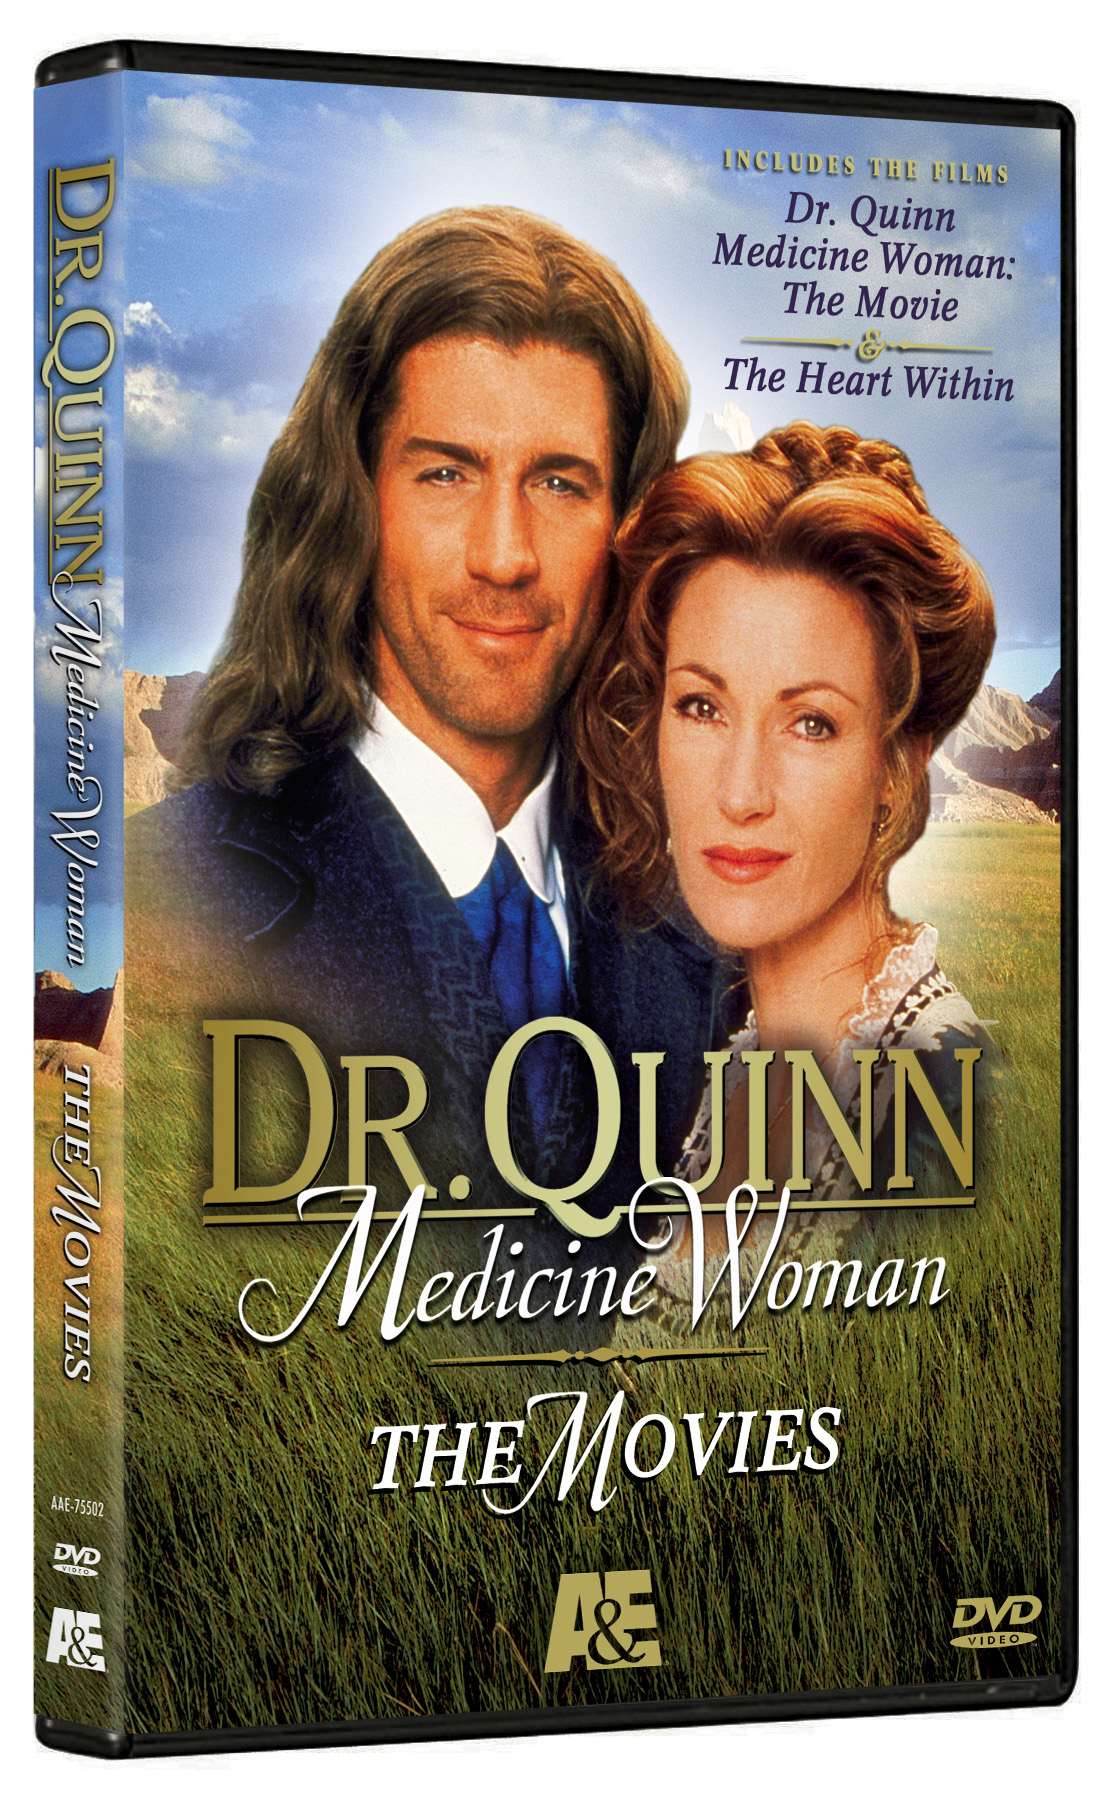 INCLUDES THE FILMS
Dr. Quinn
Medicine Woman:
The Movie
&
The Heart Within
DR. QUINN
Medicine Woman
THE MOVIES
A&E
DVD
VIDEO
DR. QUINN Medicine Woman THE MOVIES
AAE-75502
DVD
VIDEO
A&E